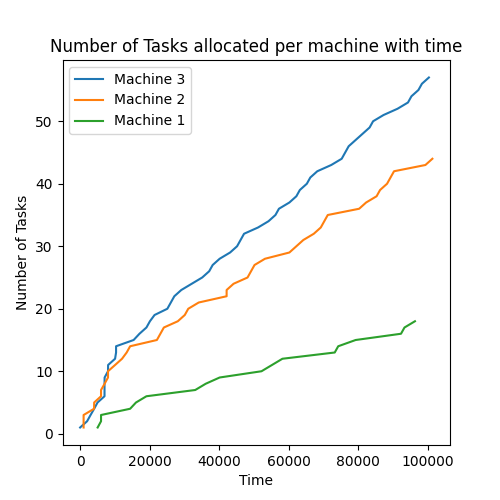 Number of Tasks allocated per machine with time
Machine 3
Machine 2
Machine 1
50
40
30
20
10
0
Number of Tasks
0 20000 40000 60000 80000 100000
Time